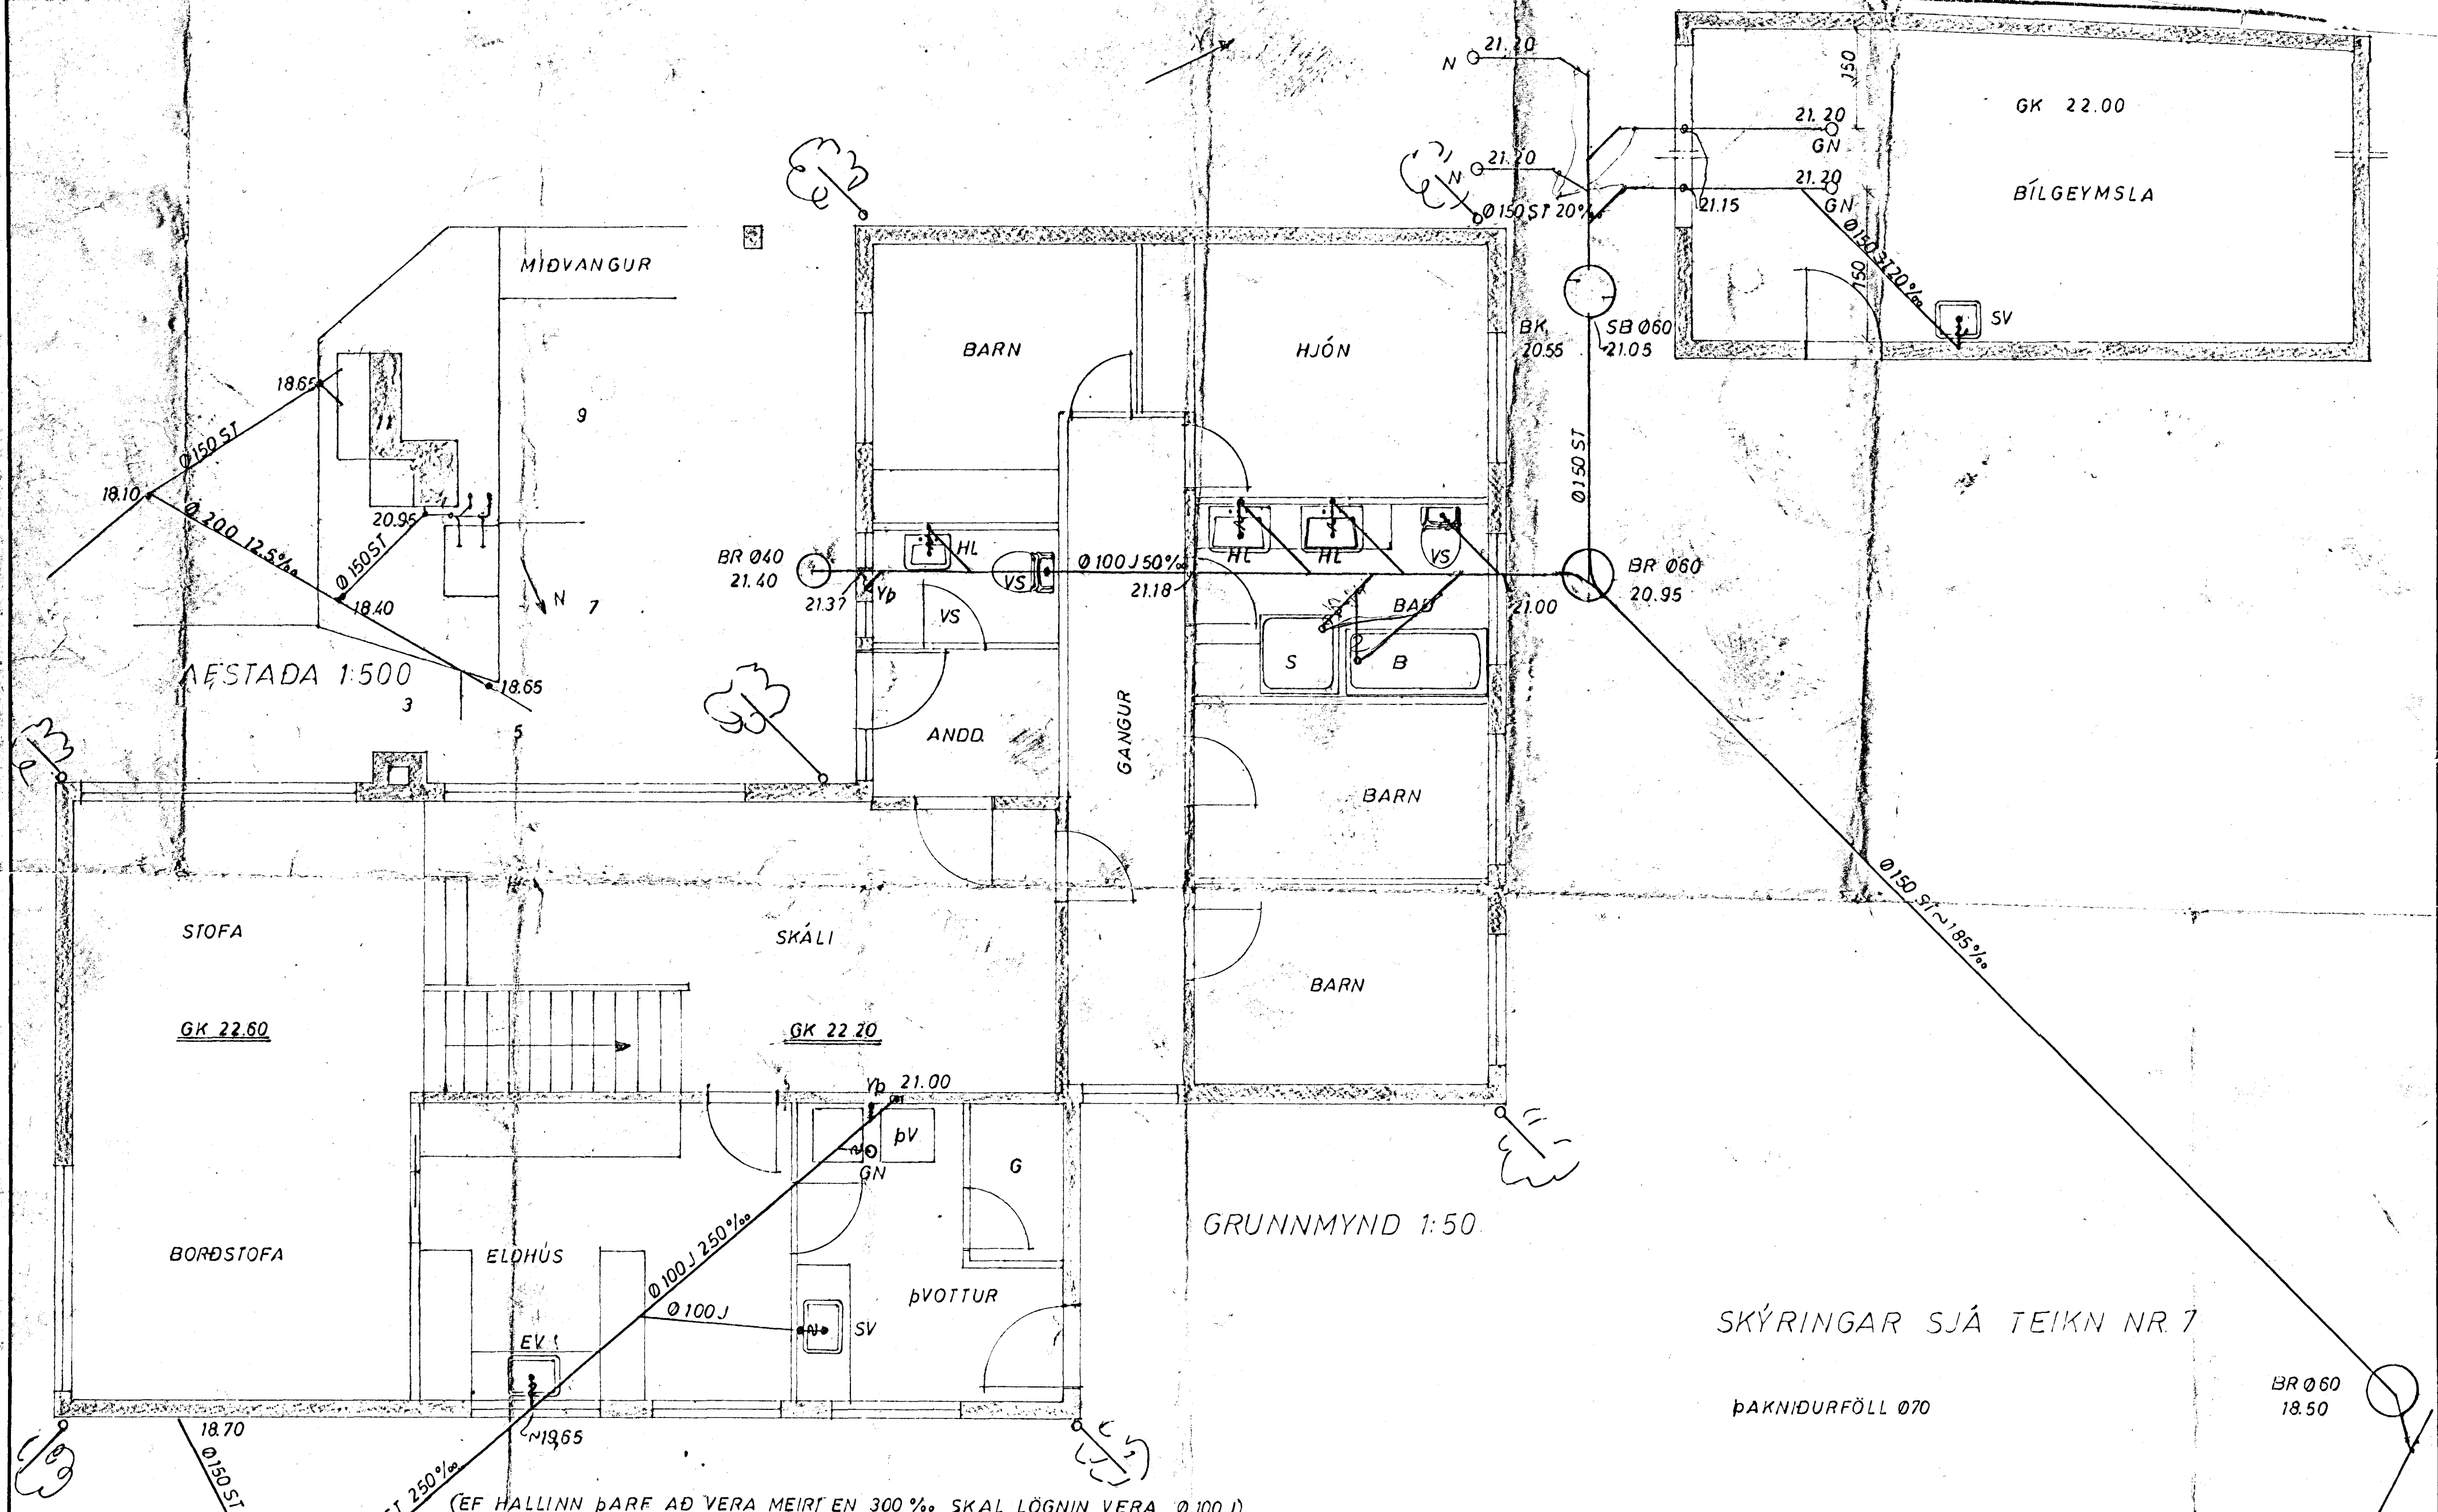 21.20
N
150
GK 22.00
21.20
GN
21.20
N
21.20
GN
BÍLGEYMSLA
Ø150 ST 20‰
21.15
Ø150 ST 20‰
150
SV
MIÐVANGUR
BARN
HJÓN
BK
20.55
SB Ø60
21.05
18.65
11
9
Ø150 ST
Ø150 ST
18.10
Ø 200 12.5‰
20.95
Ø150 ST
18.40
N
7
BR Ø40
21.40
21.37
Yþ
HL
VS
VS
Ø100 J 50‰
21.18
HL
HL
VS
BAÐ
21.00
BR Ø60
20.95
S
B
AFSTAÐA 1:500
18.65
3
5
ANDD.
GANGUR
BARN
Ø150 ST ~185‰
STOFA
SKÁLI
BARN
GK 22.60
GK 22.20
Yþ 21.00
ÞV
GN
G
GRUNNMYND 1:50
BORÐSTOFA
ELDHÚS
Ø100 J 250‰
Ø100 J
ÞVOTTUR
EV
SV
SKÝRINGAR SJÁ TEIKN NR. 7
BR Ø60
18.50
ÞAKNIÐURFÖLL Ø70
18.70
~19,65
Ø150 ST
ST 250‰
(EF HALLINN ÞARF AÐ VERA MEIRI EN 300‰ SKAL LÖGNIN VERA Ø100 J)